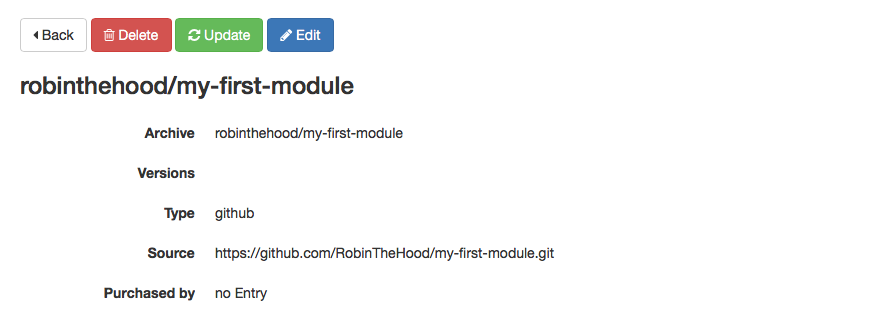 Back Delete Update Edit
robinthehood/my-first-module
Archive robinthehood/my-first-module
Versions
Type github
Source https://github.com/RobinTheHood/my-first-module.git
Purchased by no Entry